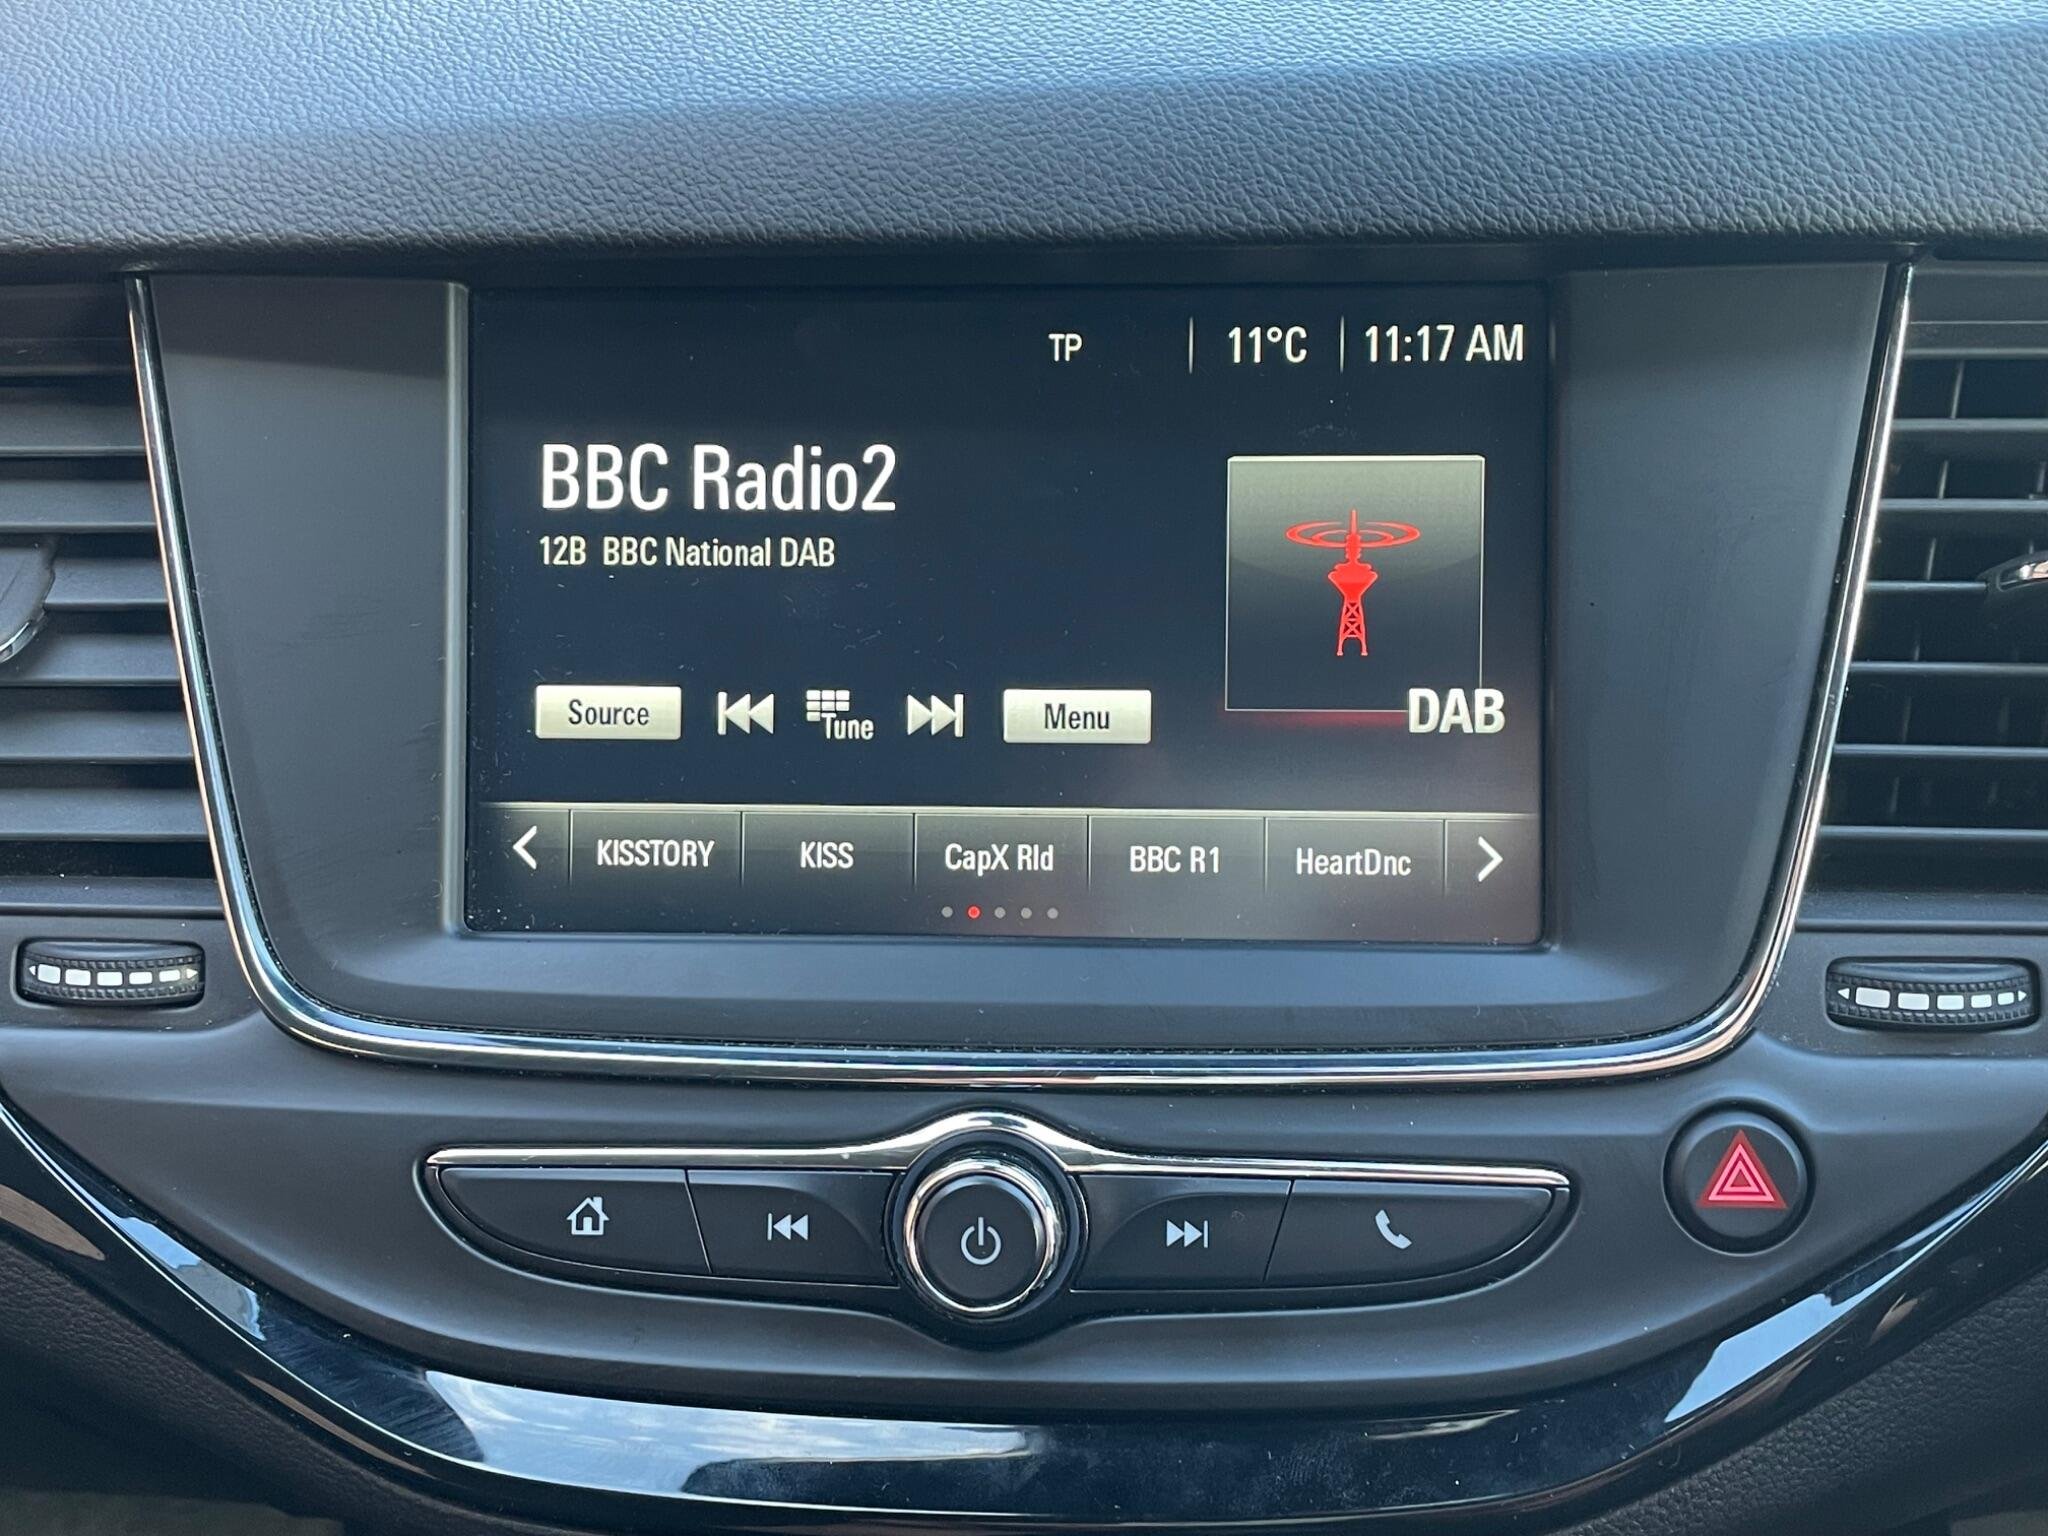 TP 11°C 11:17 AM
BBC Radio2
12B BBC National DAB
Source Tune Menu
DAB
KISSTORY KISS CapX Rld BBC R1 HeartDnc